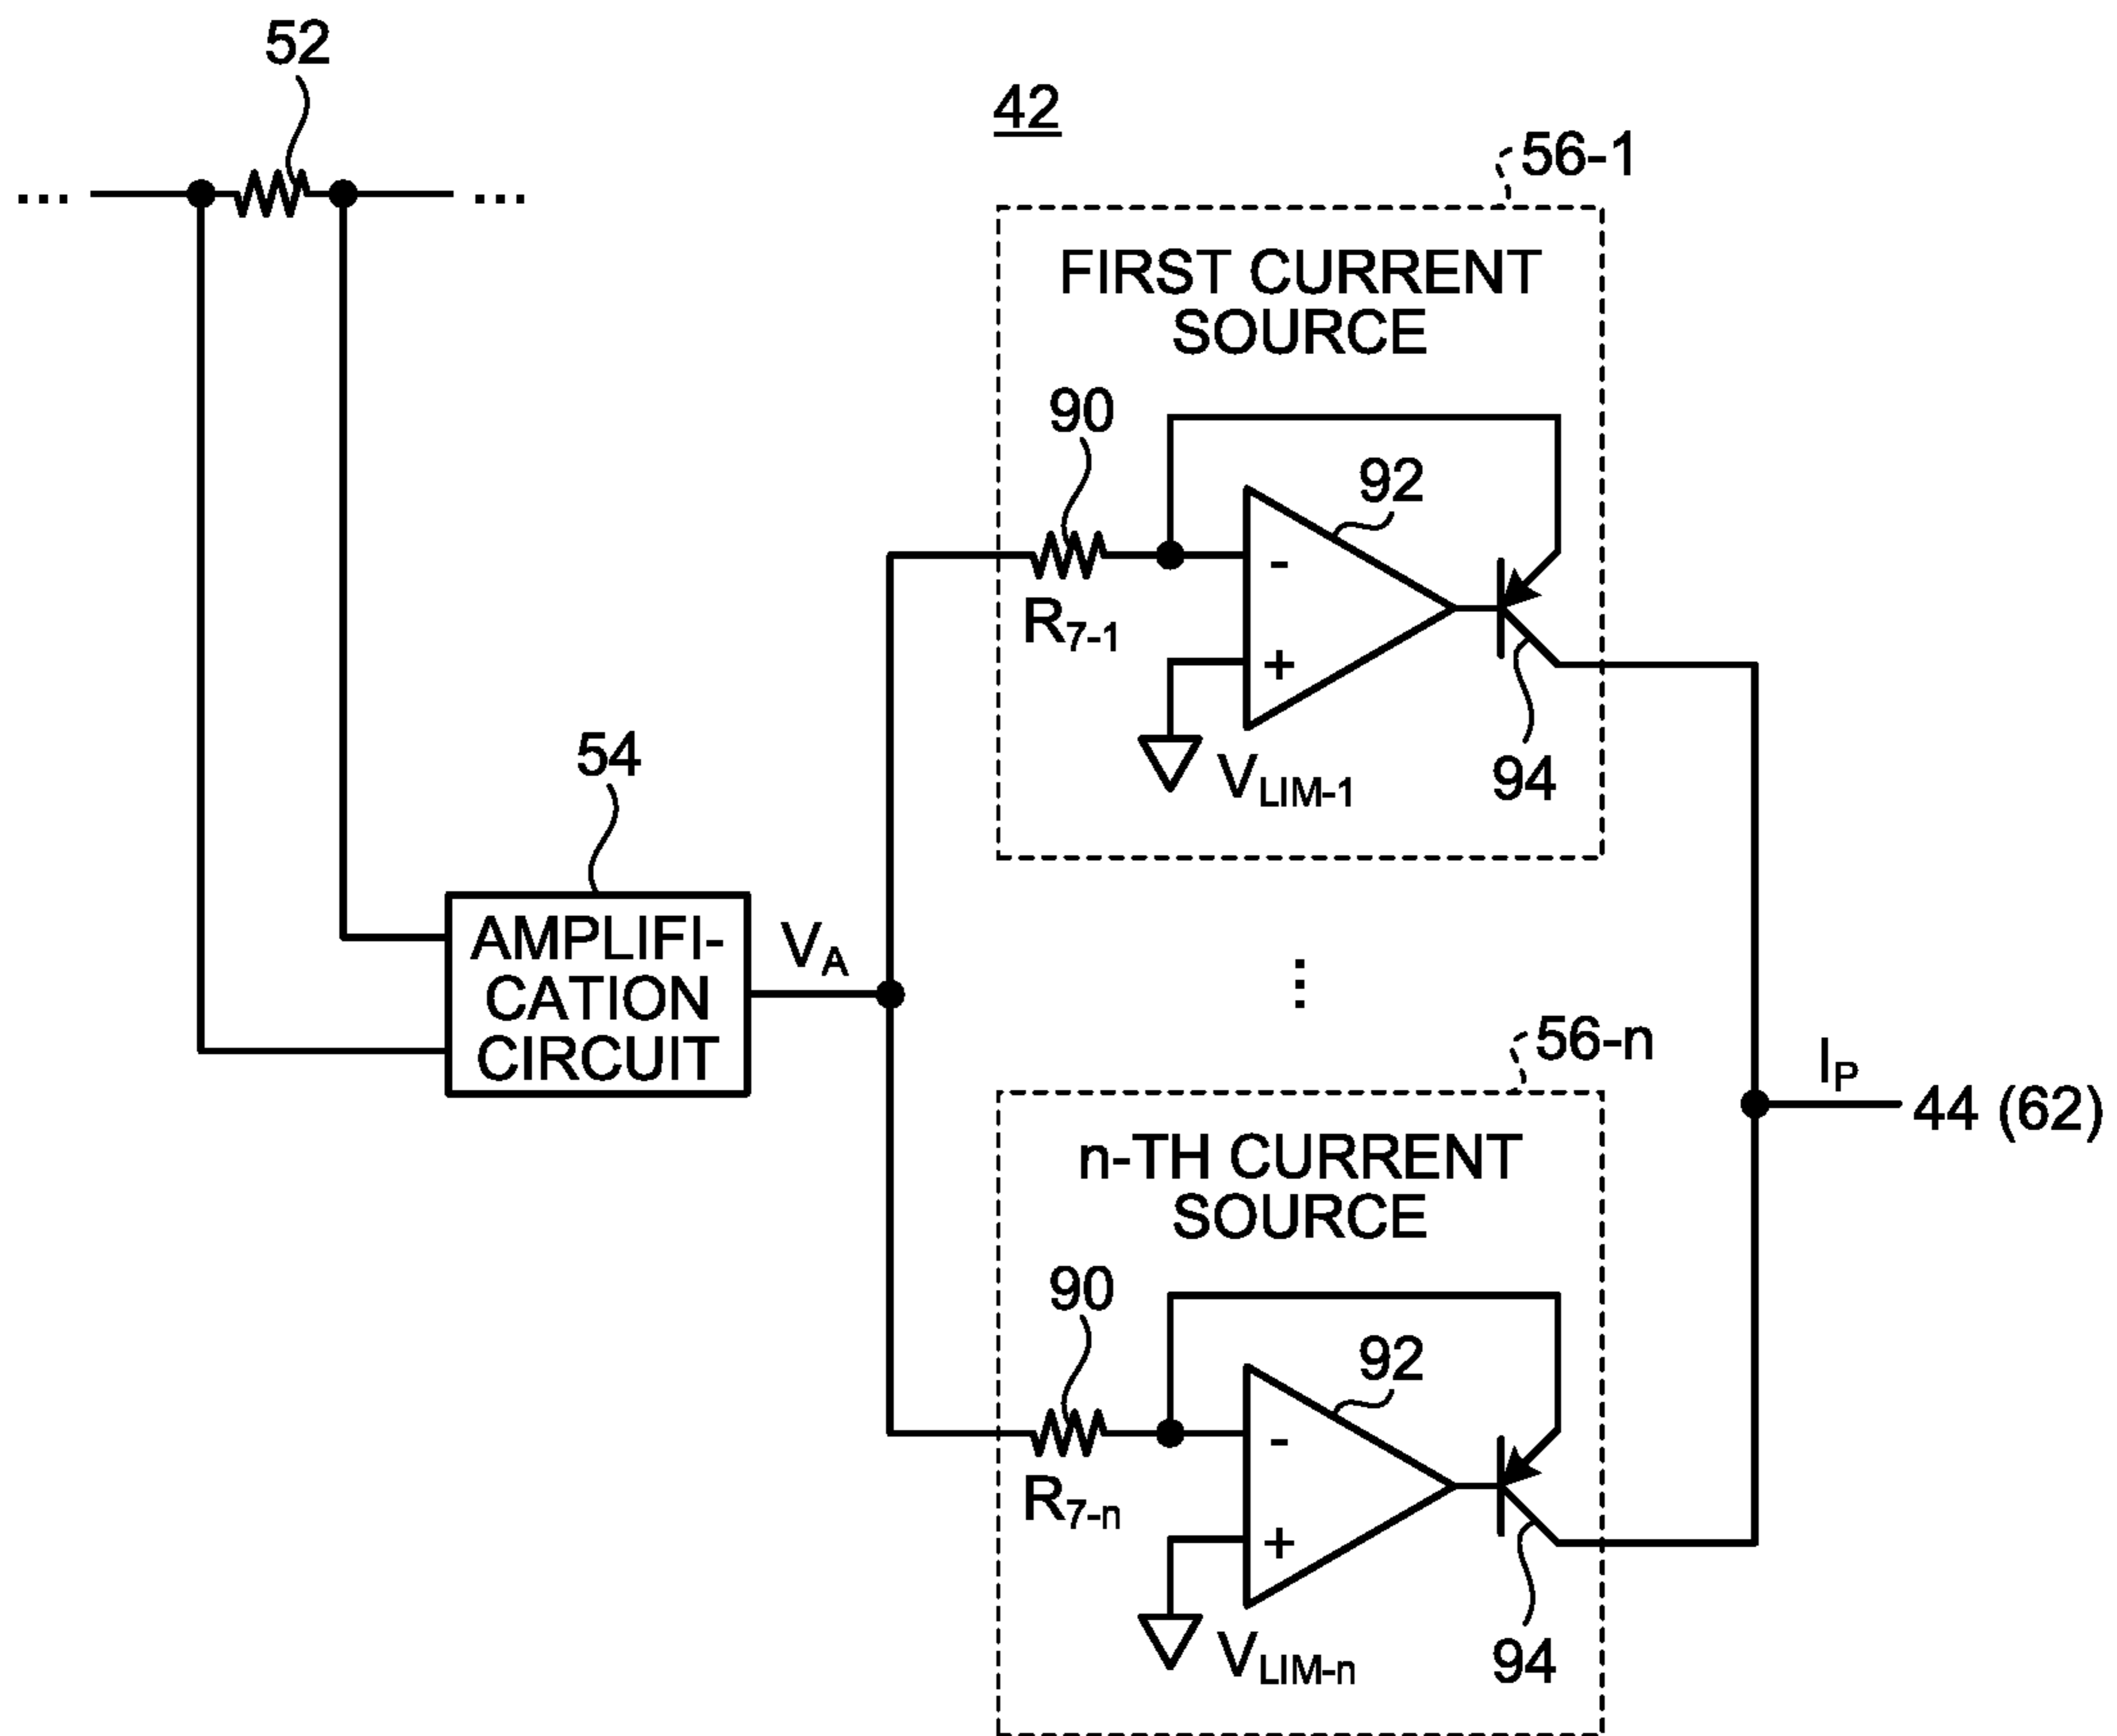 52
42
56-1
... ...
FIRST CURRENT
SOURCE
90
92
-
R7-1
+
54
VLIM-1
94
AMPLIFI-
CATION
CIRCUIT
VA
⋮
56-n
IP
44 (62)
n-TH CURRENT
SOURCE
90
92
-
R7-n
+
VLIM-n
94